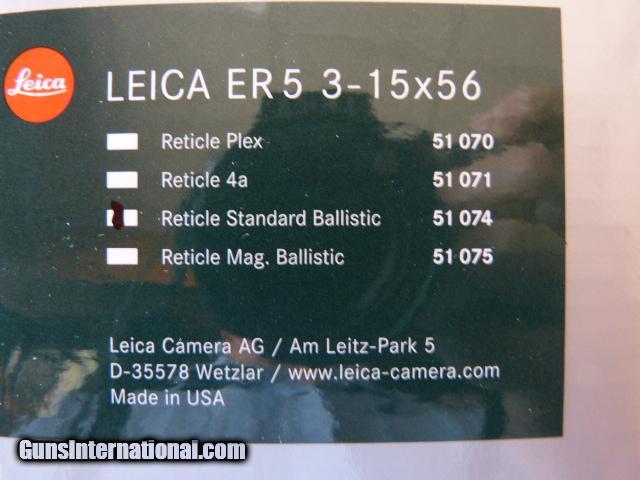 Leica
LEICA ER 5 3-15x56
Reticle Plex 51 070
Reticle 4a 51 071
Reticle Standard Ballistic 51 074
Reticle Mag. Ballistic 51 075
Leica Camera AG / Am Leitz-Park 5
D-35578 Wetzlar / www.leica-camera.com
Made in USA
GunsInternational.com